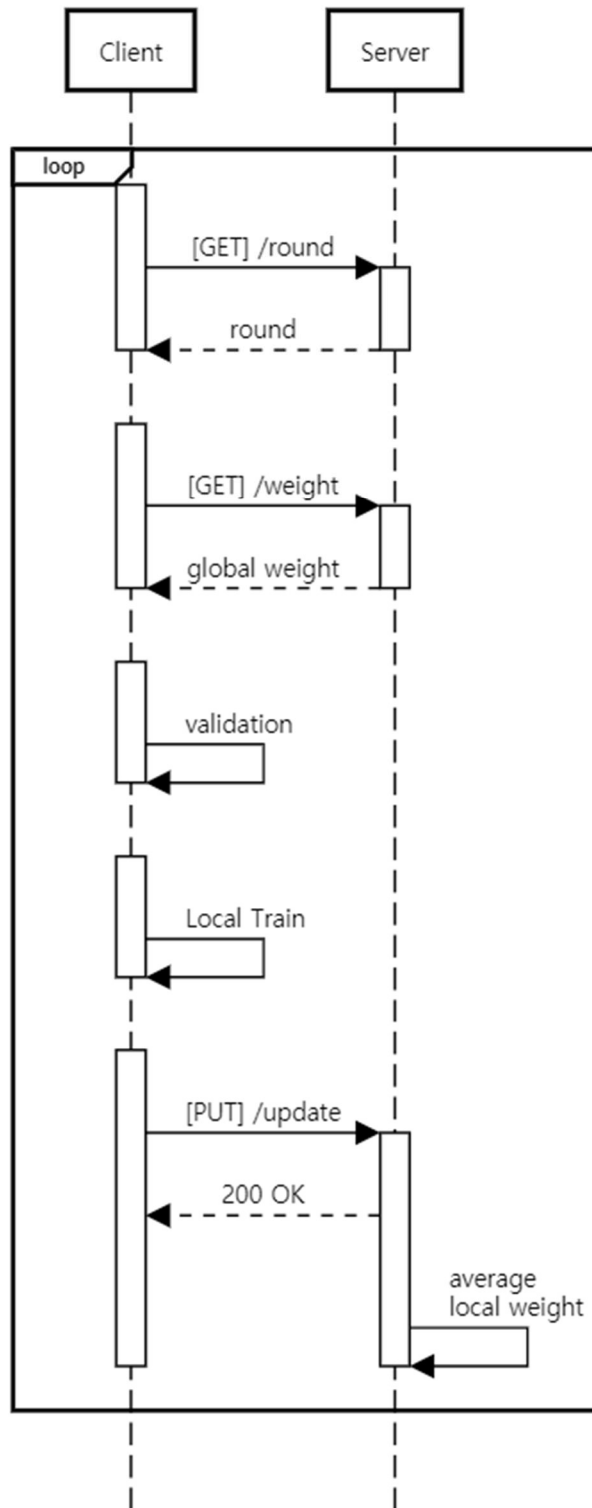 Client
Server
loop
[GET] /round
round
[GET] /weight
global weight
validation
Local Train
[PUT] /update
200 OK
average
local weight